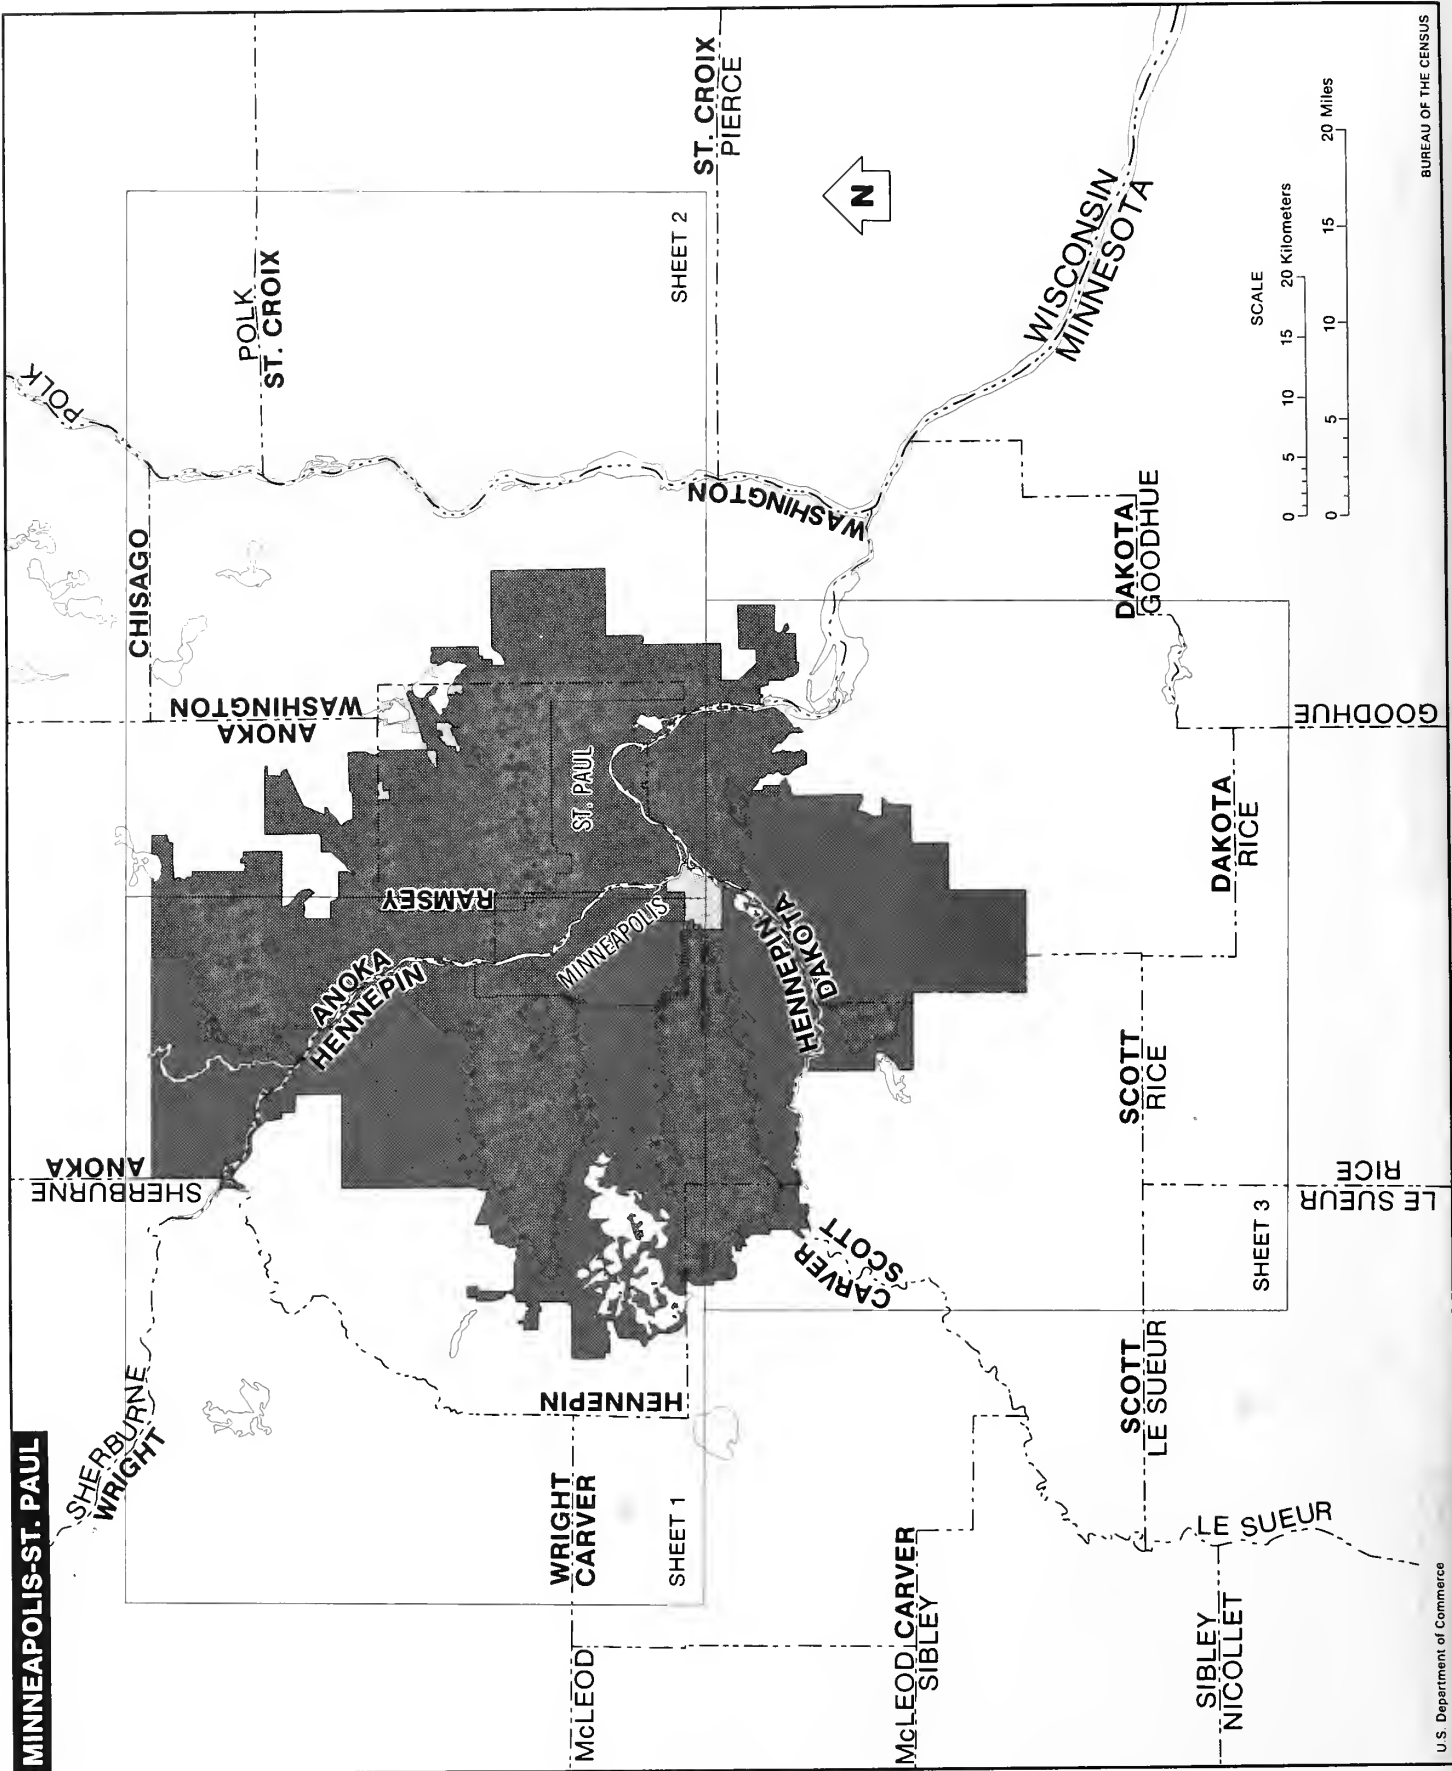 MINNEAPOLIS-ST. PAUL
SHERBURNE
WRIGHT
SHERBURNE
ANOKA
ANOKA
WASHINGTON
CHISAGO
POLK
POLK
ST. CROIX
ANOKA
HENNEPIN
RAMSEY
ST. PAUL
MINNEAPOLIS
HENNEPIN
WRIGHT
CARVER
SHEET 1
SHEET 2
WASHINGTON
ST. CROIX
PIERCE
N
HENNEPIN
DAKOTA
CARVER
SCOTT
McLEOD
McLEOD
CARVER
SIBLEY
SCOTT
LE SUEUR
SCOTT
RICE
DAKOTA
RICE
DAKOTA
GOODHUE
WISCONSIN
MINNESOTA
SIBLEY
NICOLLET
LE SUEUR
SHEET 3
LE SUEUR
RICE
GOODHUE
SCALE
0 5 10 15 20 Kilometers
0 5 10 15 20 Miles
U.S. Department of Commerce
BUREAU OF THE CENSUS